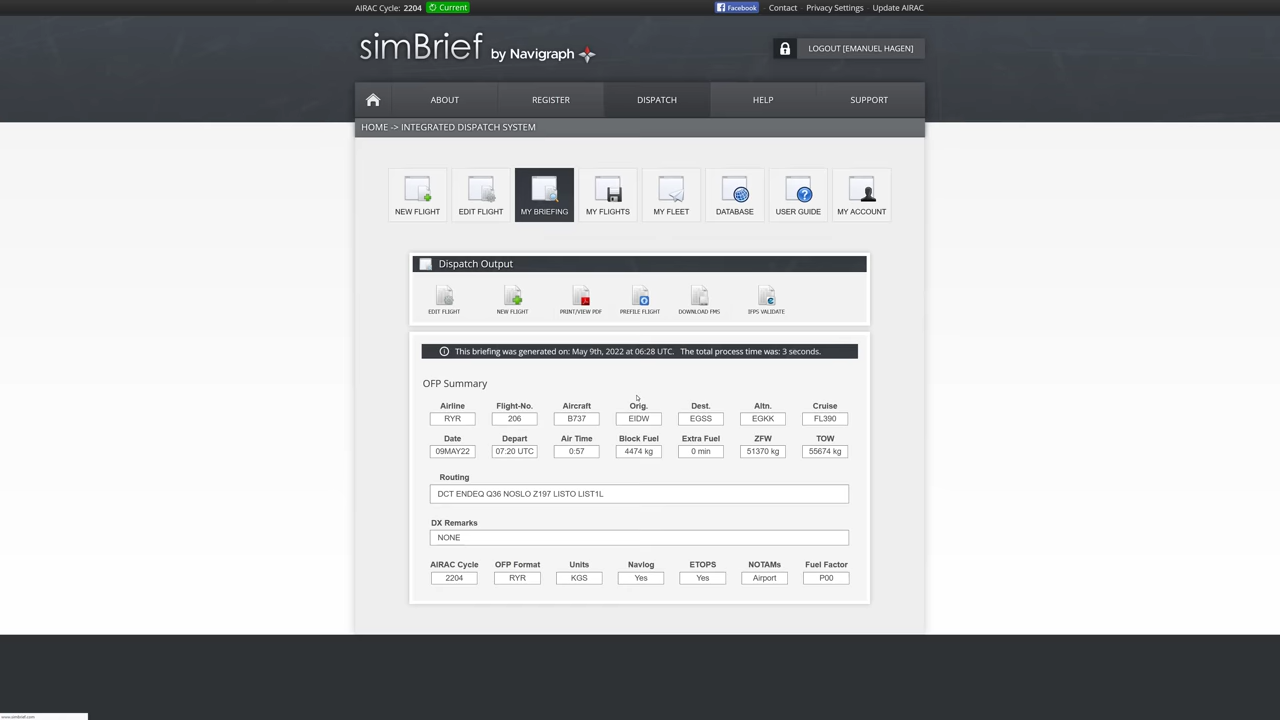 AIRAC Cycle: 2204 Current Facebook Contact Privacy Settings Update AIRAC
simBrief by Navigraph
LOGOUT [EMANUEL HAGEN]
ABOUT REGISTER DISPATCH HELP SUPPORT
HOME -> INTEGRATED DISPATCH SYSTEM
NEW FLIGHT EDIT FLIGHT MY BRIEFING MY FLIGHTS MY FLEET DATABASE USER GUIDE MY ACCOUNT
Dispatch Output
EDIT FLIGHT NEW FLIGHT PRINT/VIEW PDF PREFILE FLIGHT DOWNLOAD FMS IFPS VALIDATE
This briefing was generated on: May 9th, 2022 at 06:28 UTC. The total process time was: 3 seconds.
OFP Summary
Airline Flight-No. Aircraft Orig. Dest. Altn. Cruise
RYR 206 B737 EIDW EGSS EGKK FL390
Date Depart Air Time Block Fuel Extra Fuel ZFW TOW
09MAY22 07:20 UTC 0:57 4474 kg 0 min 51370 kg 55674 kg
Routing
DCT ENDEQ Q36 NOSLO Z197 LISTO LIST1L
DX Remarks
NONE
AIRAC Cycle OFP Format Units Navlog ETOPS NOTAMs Fuel Factor
2204 RYR KGS Yes Yes Airport P00
www.simbrief.com